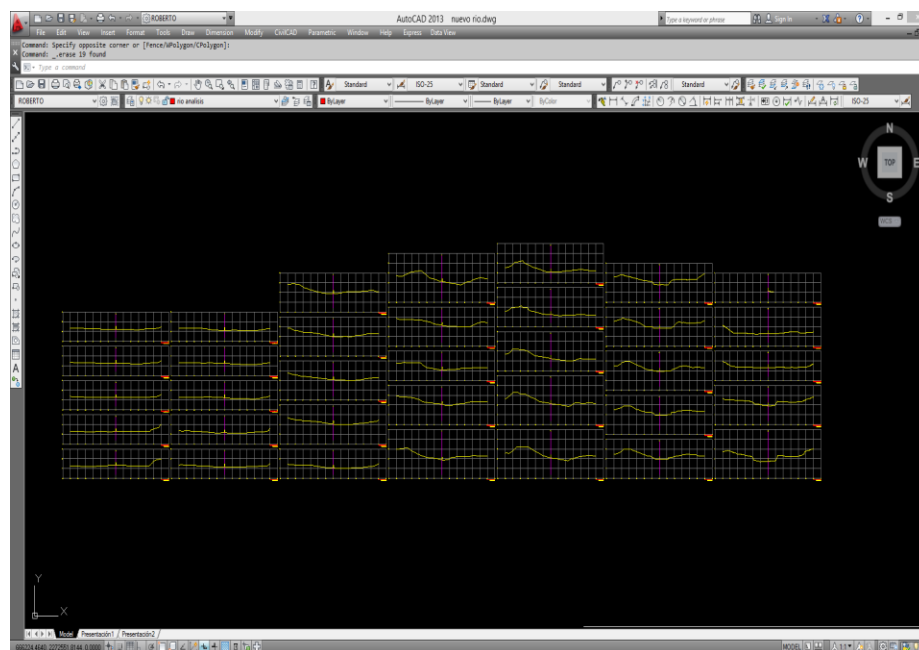 ROBERTO
AutoCAD 2013 nuevo rio.dwg
Type a keyword or phrase
Sign In
File Edit View Insert Format Tools Draw Dimension Modify CivilCAD Parametric Window Help Express Data View
Command: Specify opposite corner or [Fence/WPolygon/CPolygon]:
Command: _.erase 19 found
Type a command
Standard ISO-25 Standard Standard Standard
ROBERTO rio analisis ByLayer ByLayer ByLayer ByColor ISO-25
N
W TOP E
S
WCS
Y
X
Model Presentación1 Presentación2
MODEL 1:1